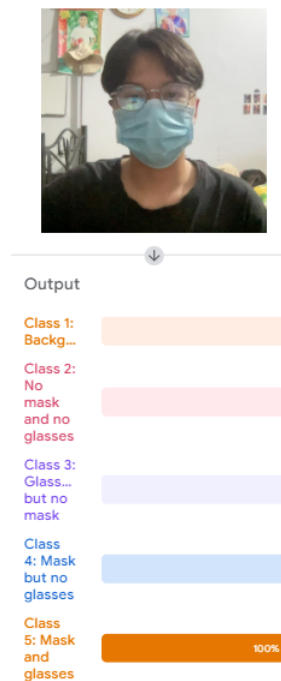 Output
Class 1:
Backg...
Class 2:
No
mask
and no
glasses
Class 3:
Glass...
but no
mask
Class
4: Mask
but no
glasses
Class
5: Mask
and
glasses
100%